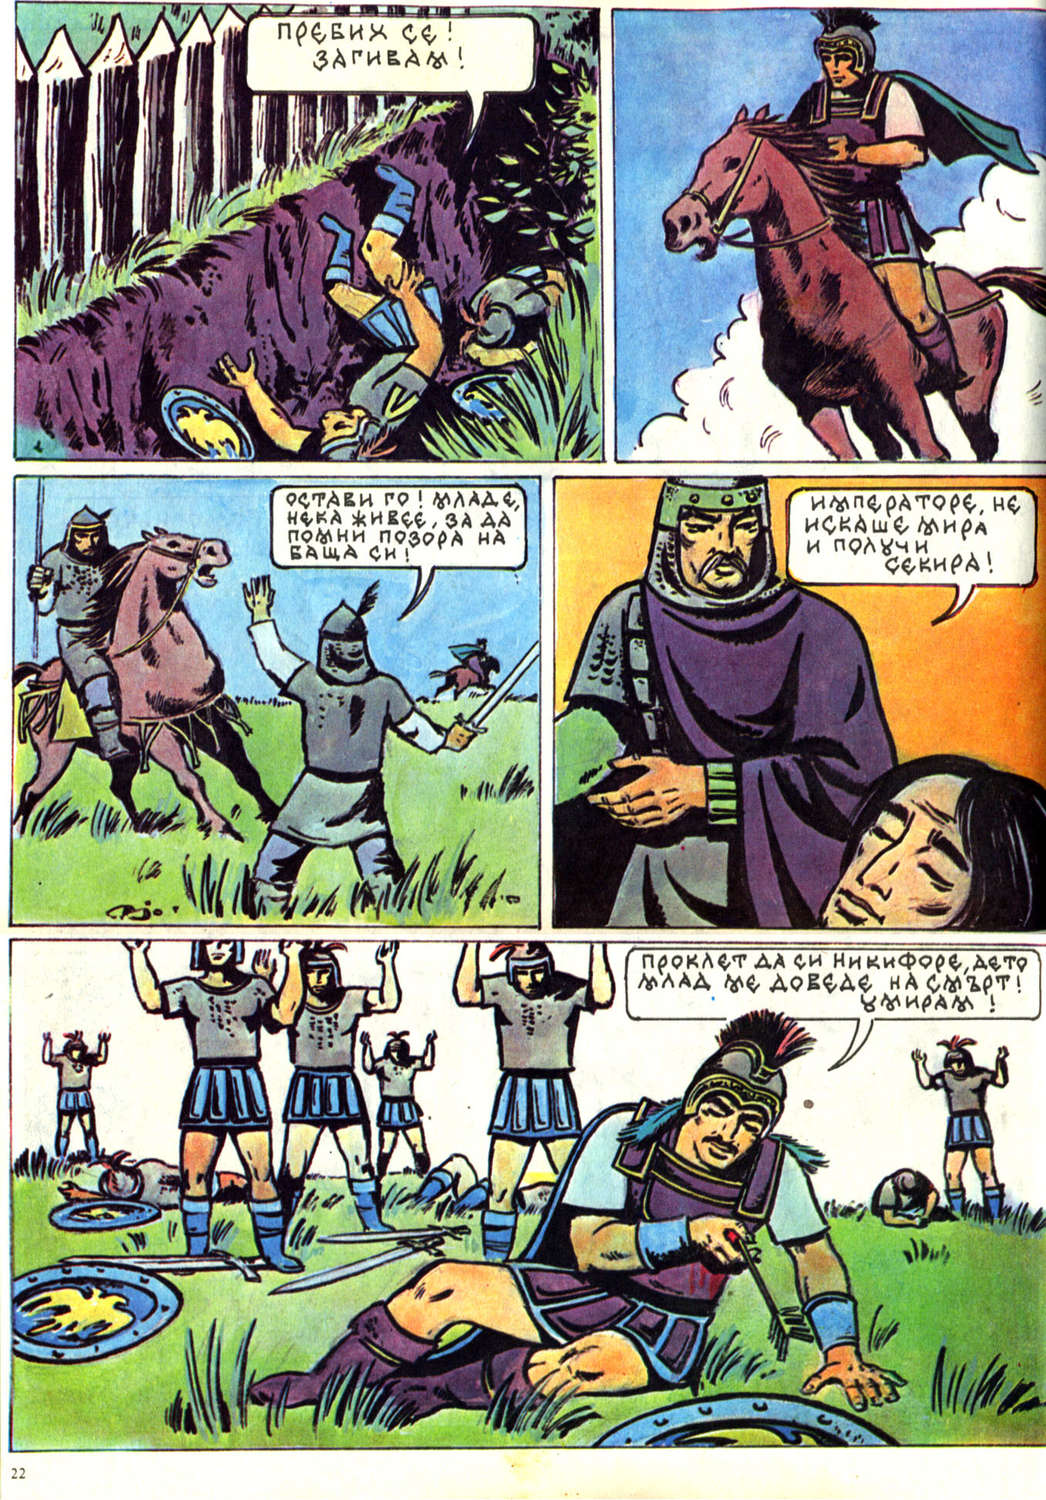 ПРЕБИХ СЕ!
ЗАГИВАМ!
ОСТАВИ ГО! МЛАДЕ,
НЕКА ЖИВЕЕ, ЗА ДА
ПОМНИ ПОЗОРА НА
БАЩА СИ!
ИМПЕРАТОРЕ, НЕ
ИСКАШЕ МИРА
И ПОЛУЧИ
СЕКИРА!
ПРОКЛЕТ ДА СИ НИКИФОРЕ, ДЕТО
МЛАД МЕ ДОВЕДЕ НА СМЪРТ!
УМИРАМ!
22